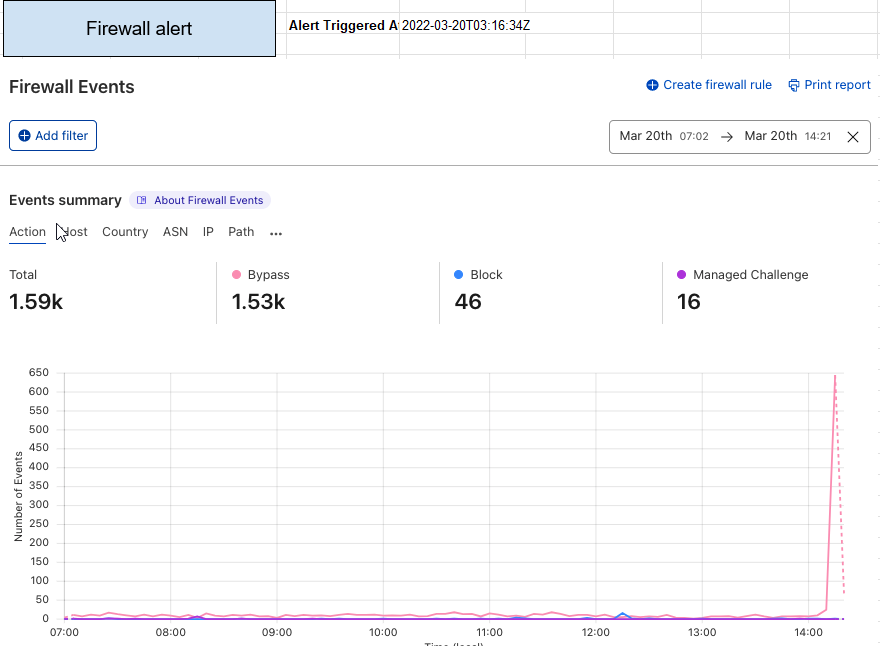 Firewall alert
Alert Triggered A 2022-03-20T03:16:34Z
Firewall Events
Create firewall rule
Print report
Add filter
Mar 20th 07:02 → Mar 20th 14:21
Events summary
About Firewall Events
Action Host Country ASN IP Path ...
Total
1.59k
Bypass
1.53k
Block
46
Managed Challenge
16
Number of Events
650
600
550
500
450
400
350
300
250
200
150
100
50
0
07:00 08:00 09:00 10:00 11:00 12:00 13:00 14:00
Time (local)